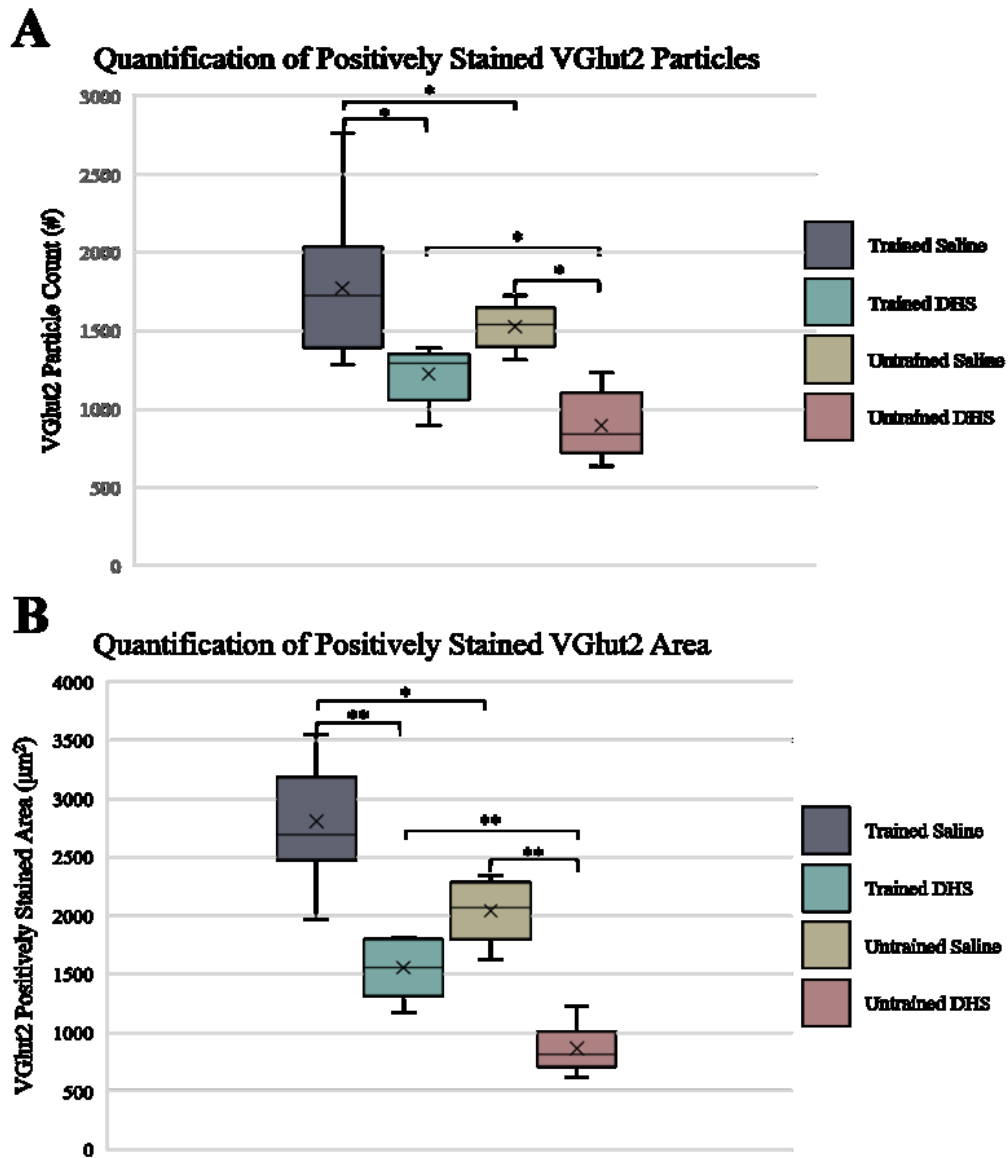 A
Quantification of Positively Stained VGlut2 Particles
VGlut2 Particle Count (#)
3000
2500
2000
1500
1000
500
0
*
*
*
*
Trained Saline
Trained DHS
Untrained Saline
Untrained DHS
B
Quantification of Positively Stained VGlut2 Area
VGlut2 Positively Stained Area (µm²)
4000
3500
3000
2500
2000
1500
1000
500
0
*
**
**
**
Trained Saline
Trained DHS
Untrained Saline
Untrained DHS